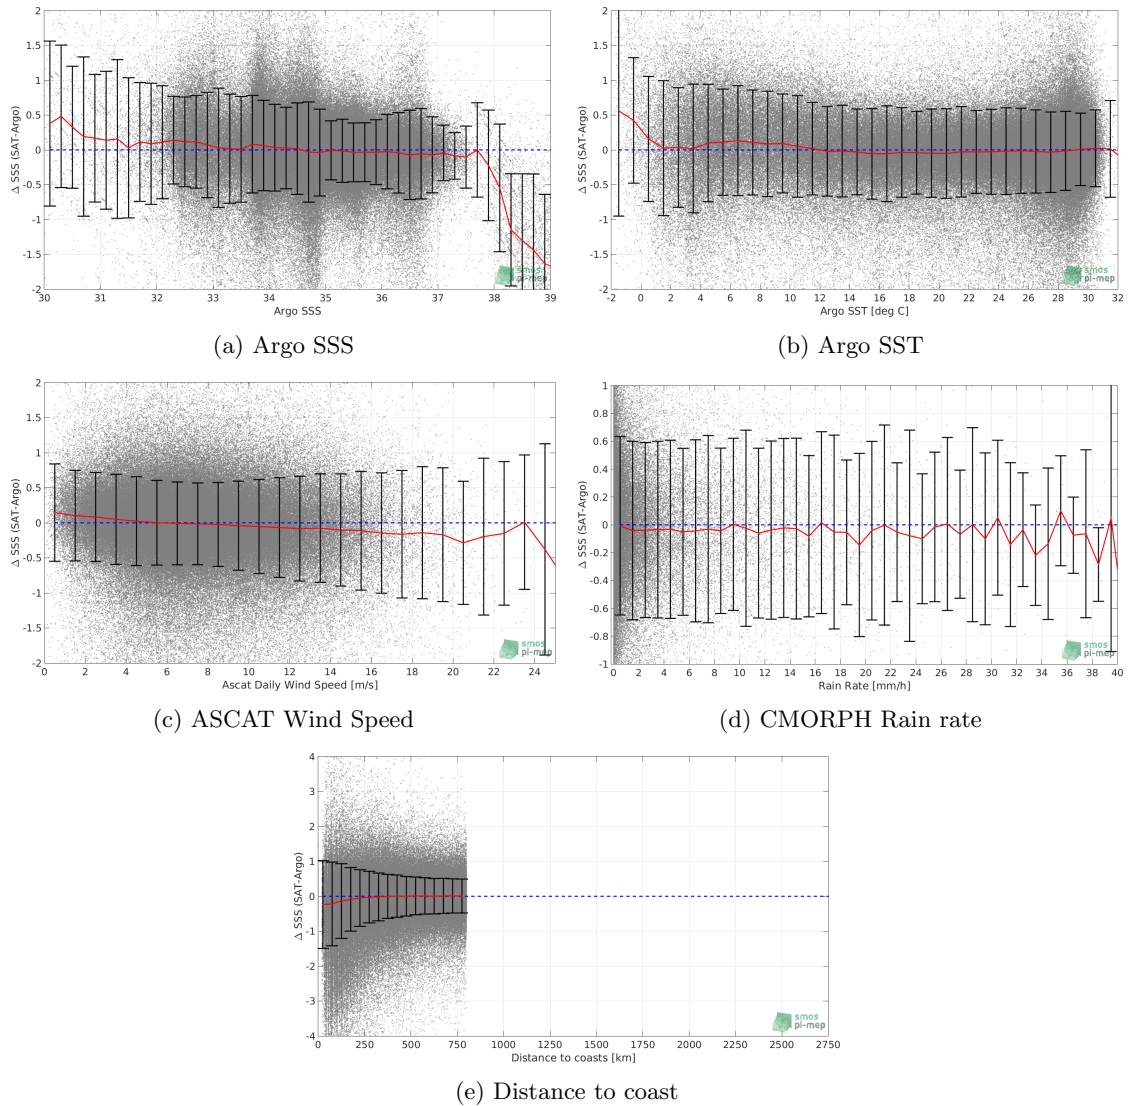 2
1.5
1
0.5
0
-0.5
-1
-1.5
-2
Δ SSS (SAT-Argo)
30 31 32 33 34 35 36 37 38 39
Argo SSS
smos
pi-mep
(a) Argo SSS
2
1.5
1
0.5
0
-0.5
-1
-1.5
-2
Δ SSS (SAT-Argo)
-2 0 2 4 6 8 10 12 14 16 18 20 22 24 26 28 30 32
Argo SST [deg C]
smos
pi-mep
(b) Argo SST
2
1.5
1
0.5
0
-0.5
-1
-1.5
-2
Δ SSS (SAT-Argo)
0 2 4 6 8 10 12 14 16 18 20 22 24
Ascat Daily Wind Speed [m/s]
smos
pi-mep
(c) ASCAT Wind Speed
1
0.8
0.6
0.4
0.2
0
-0.2
-0.4
-0.6
-0.8
-1
Δ SSS (SAT-Argo)
0 2 4 6 8 10 12 14 16 18 20 22 24 26 28 30 32 34 36 38 40
Rain Rate [mm/h]
smos
pi-mep
(d) CMORPH Rain rate
4
3
2
1
0
-1
-2
-3
-4
Δ SSS (SAT-Argo)
0 250 500 750 1000 1250 1500 1750 2000 2250 2500 2750
Distance to coasts [km]
smos
pi-mep
(e) Distance to coast